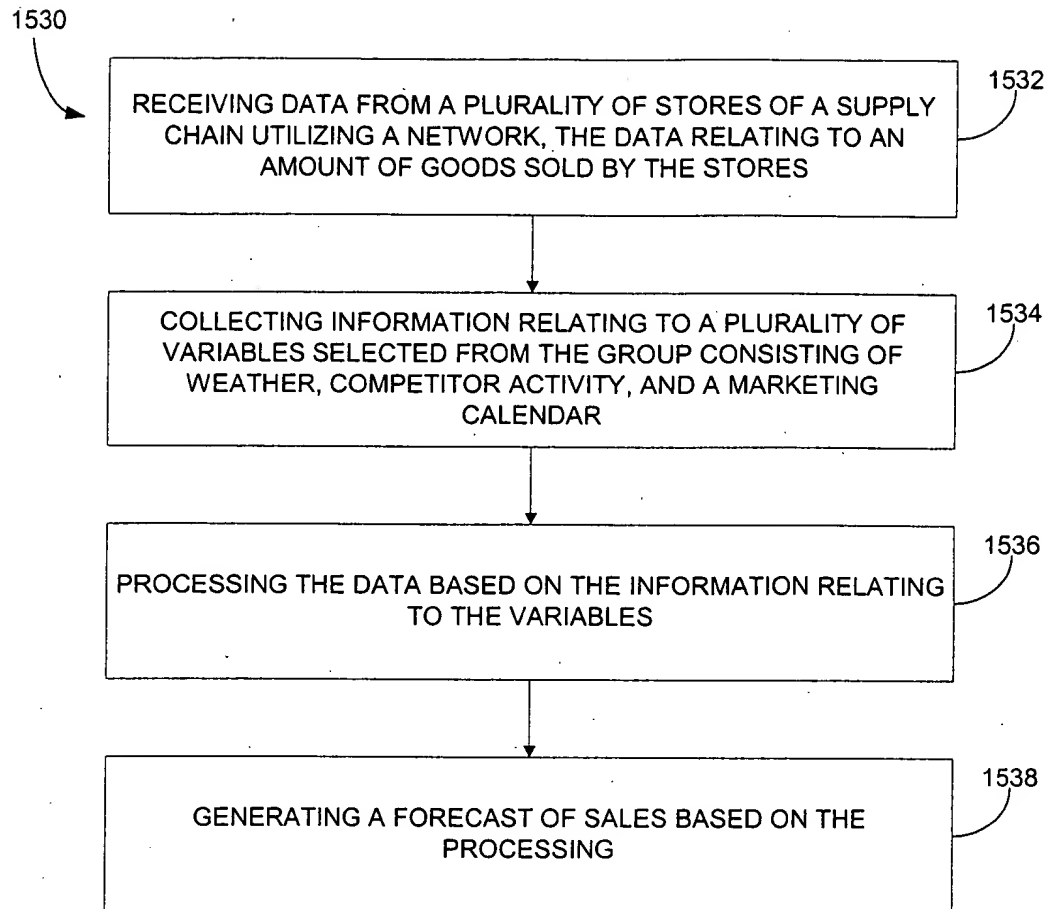 1530
1532
RECEIVING DATA FROM A PLURALITY OF STORES OF A SUPPLY
CHAIN UTILIZING A NETWORK, THE DATA RELATING TO AN
AMOUNT OF GOODS SOLD BY THE STORES
1534
COLLECTING INFORMATION RELATING TO A PLURALITY OF
VARIABLES SELECTED FROM THE GROUP CONSISTING OF
WEATHER, COMPETITOR ACTIVITY, AND A MARKETING
CALENDAR
1536
PROCESSING THE DATA BASED ON THE INFORMATION RELATING
TO THE VARIABLES
1538
GENERATING A FORECAST OF SALES BASED ON THE
PROCESSING